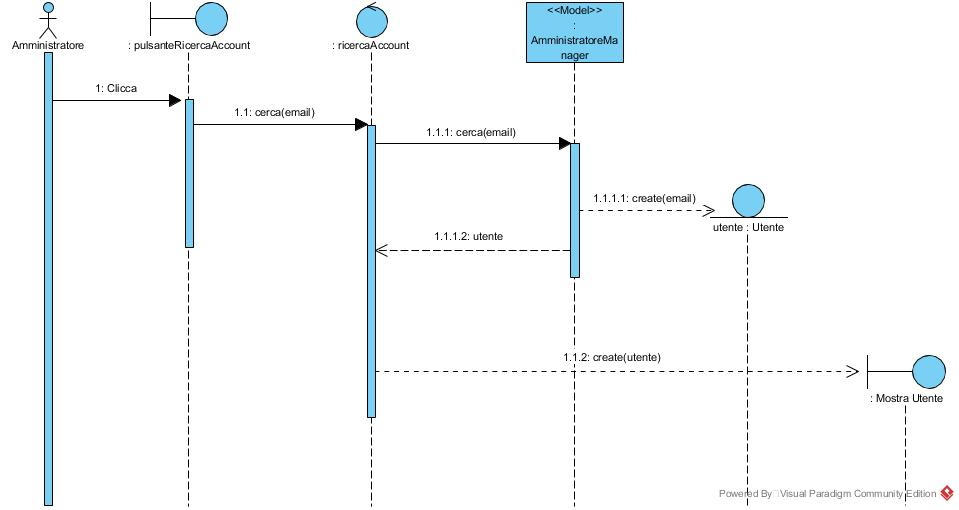 <<Model>>
:
AmministratoreMa
nager
Amministratore
: pulsanteRicercaAccount
: ricercaAccount
1: Clicca
1.1: cerca(email)
1.1.1: cerca(email)
1.1.1.1: create(email)
utente : Utente
1.1.1.2: utente
1.1.2: create(utente)
: Mostra Utente
Powered By Visual Paradigm Community Edition